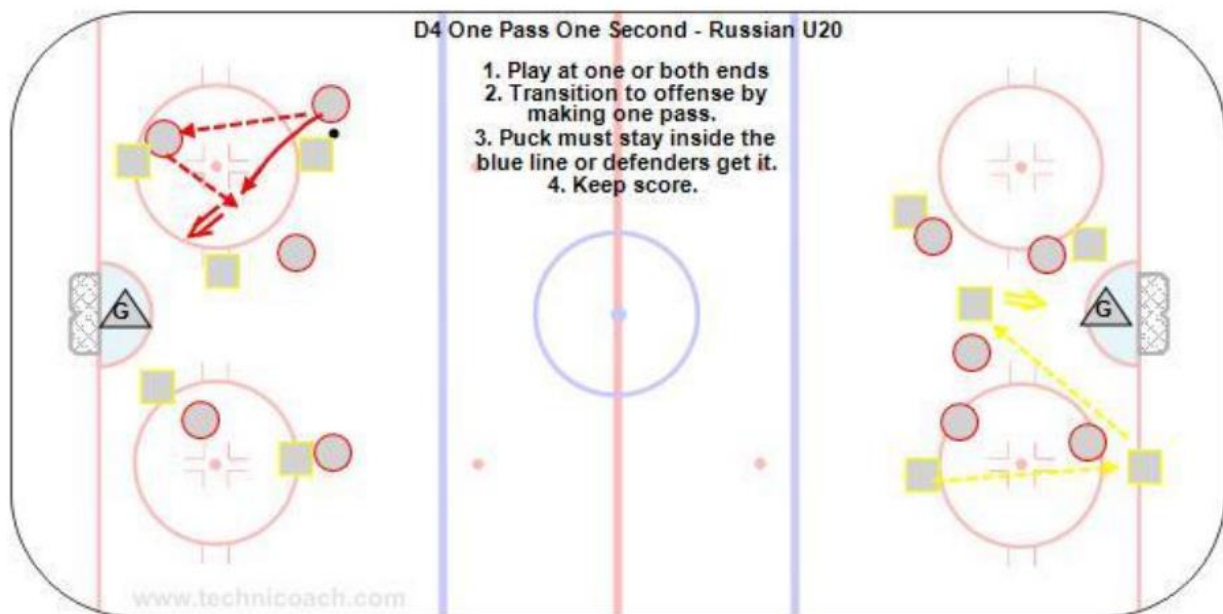 D4 One Pass One Second - Russian U20
1. Play at one or both ends
2. Transition to offense by
making one pass.
3. Puck must stay inside the
blue line or defenders get it.
4. Keep score.
G
G
www.technicoach.com